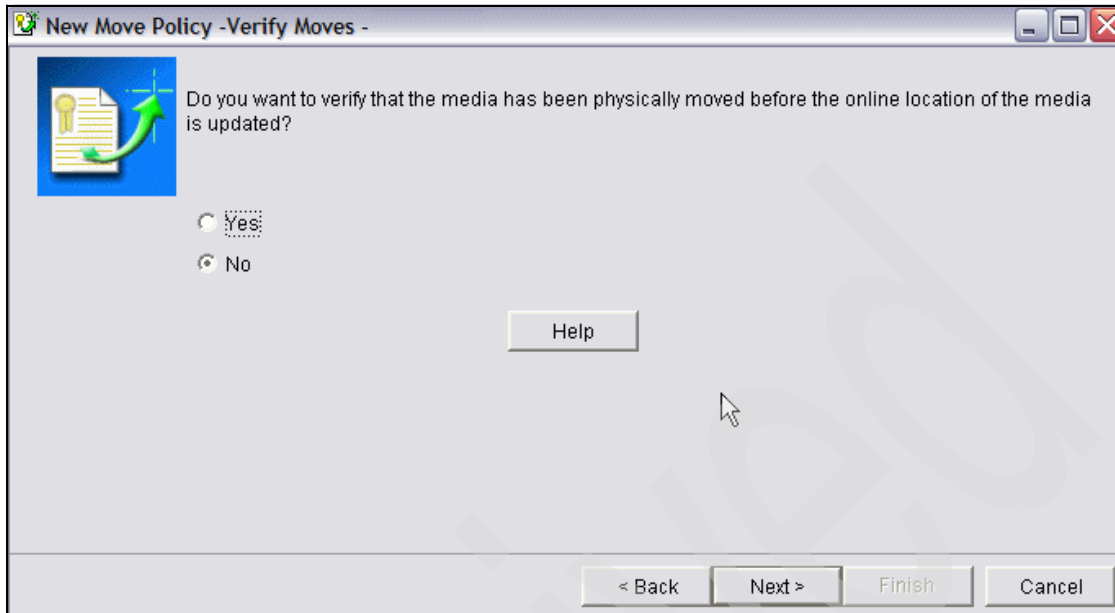 New Move Policy -Verify Moves -
Do you want to verify that the media has been physically moved before the online location of the media
is updated?
Yes
No
Help
< Back
Next >
Finish
Cancel